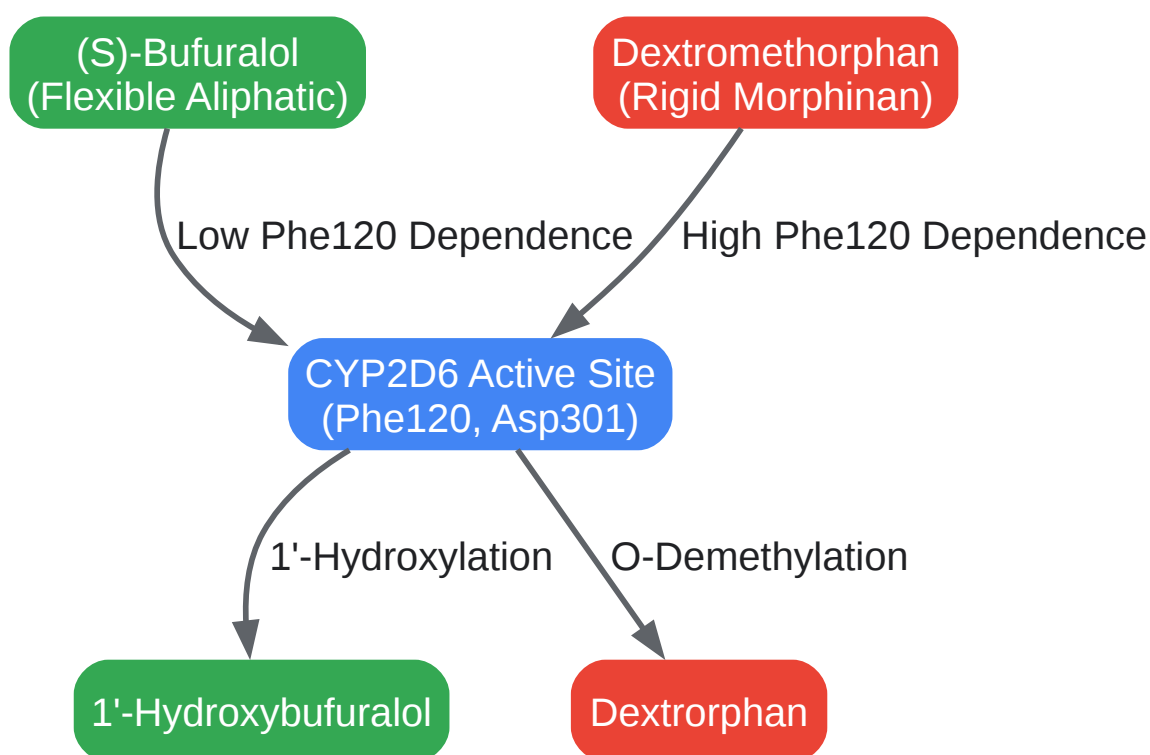 (S)-Bufuralol
(Flexible Aliphatic)
Dextromethorphan
(Rigid Morphinan)
Low Phe120 Dependence
High Phe120 Dependence
CYP2D6 Active Site
(Phe120, Asp301)
1'-Hydroxylation
O-Demethylation
1'-Hydroxybufuralol
Dextrorphan